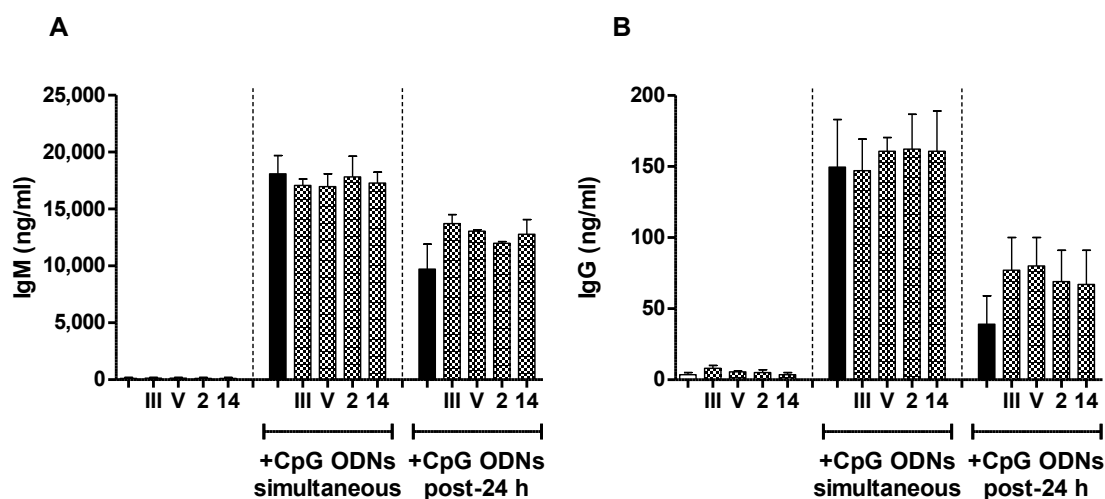 A
IgM (ng/ml)
25,000
20,000
15,000
10,000
5,000
0
III V 2 14
III V 2 14
III V 2 14
+CpG ODNs
simultaneous
+CpG ODNs
post-24 h
B
IgG (ng/ml)
200
150
100
50
0
III V 2 14
III V 2 14
III V 2 14
+CpG ODNs
simultaneous
+CpG ODNs
post-24 h